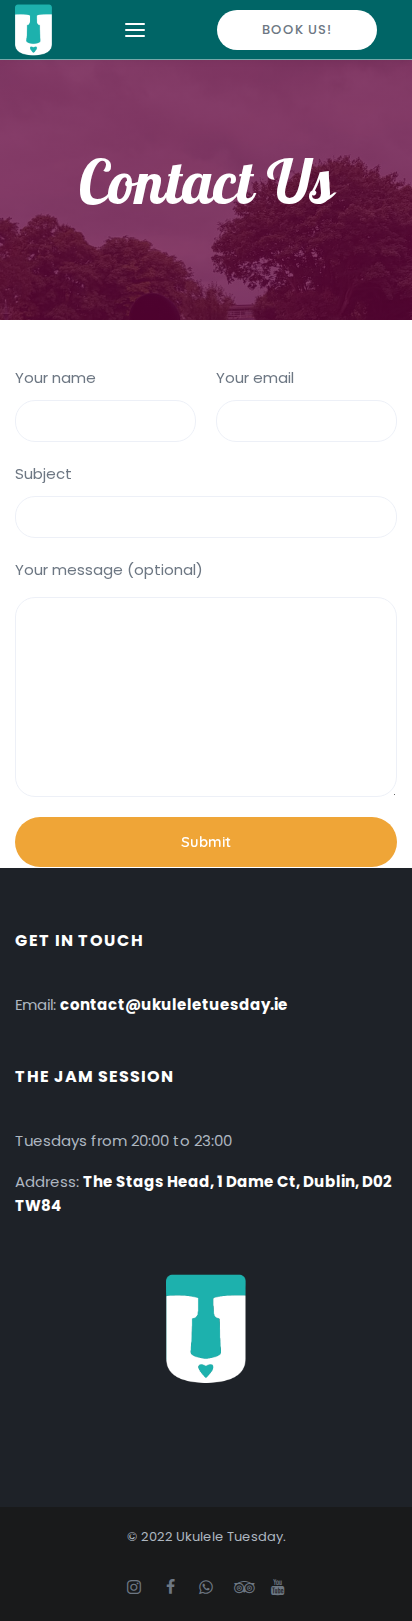 BOOK US!
Contact Us
Your name
Your email
Subject
Your message (optional)
Submit
GET IN TOUCH
Email: contact@ukuleletuesday.ie
THE JAM SESSION
Tuesdays from 20:00 to 23:00
Address: The Stags Head, 1 Dame Ct, Dublin, D02
TW84
© 2022 Ukulele Tuesday.